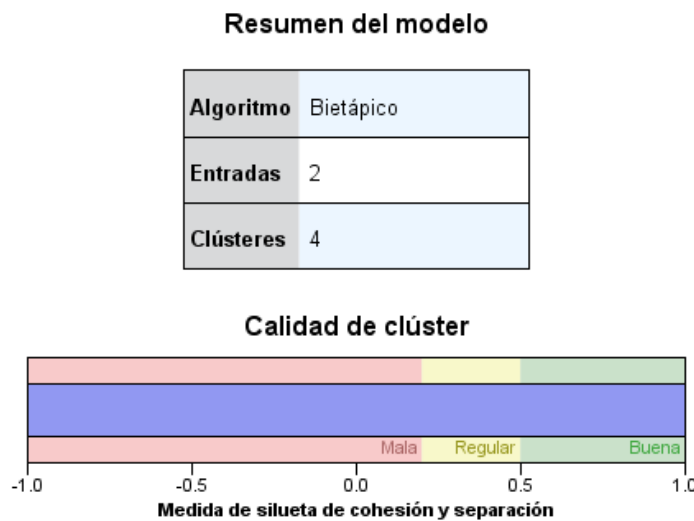 Resumen del modelo
Algoritmo Bietápico
Entradas 2
Clústeres 4
Calidad de clúster
Mala Regular Buena
-1.0 -0.5 0.0 0.5 1.0
Medida de silueta de cohesión y separación